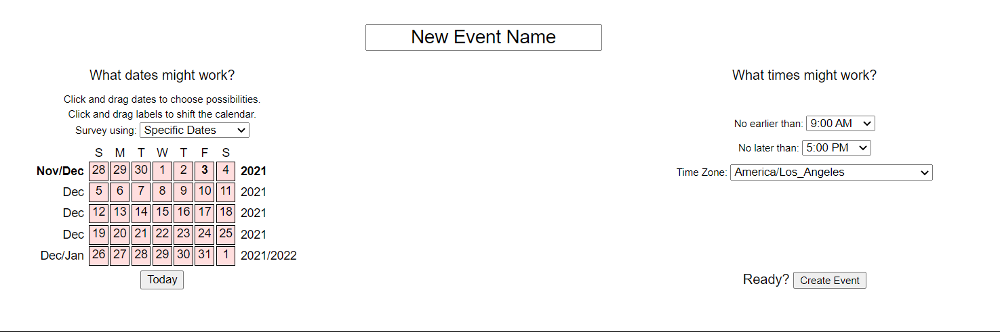 New Event Name
What dates might work?
Click and drag dates to choose possibilities.
Click and drag labels to shift the calendar.
Survey using: Specific Dates
S M T W T F S
Nov/Dec 28 29 30 1 2 3 4 2021
Dec 5 6 7 8 9 10 11 2021
Dec 12 13 14 15 16 17 18 2021
Dec 19 20 21 22 23 24 25 2021
Dec/Jan 26 27 28 29 30 31 1 2021/2022
Today
What times might work?
No earlier than: 9:00 AM
No later than: 5:00 PM
Time Zone: America/Los_Angeles
Ready? Create Event